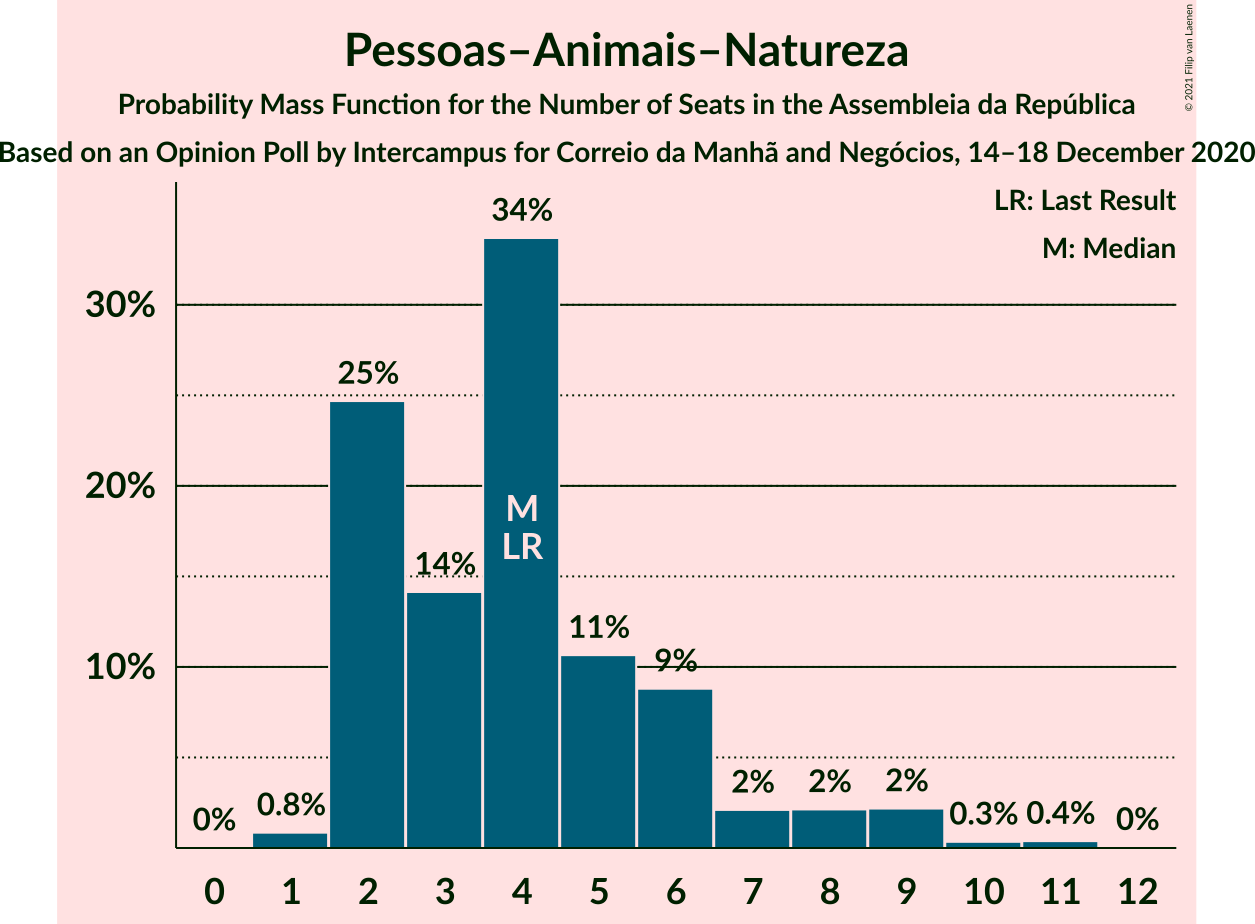 Pessoas–Animais–Natureza
Probability Mass Function for the Number of Seats in the Assembleia da República
Based on an Opinion Poll by Intercampus for Correio da Manhã and Negócios, 14–18 December 2020
© 2021 Filip van Laenen
LR: Last Result
M: Median
34%
30%
25%
20%
M
LR
14%
11%
9%
10%
2%
2%
2%
0.8%
0.3%
0.4%
0%
0%
0 1 2 3 4 5 6 7 8 9 10 11 12